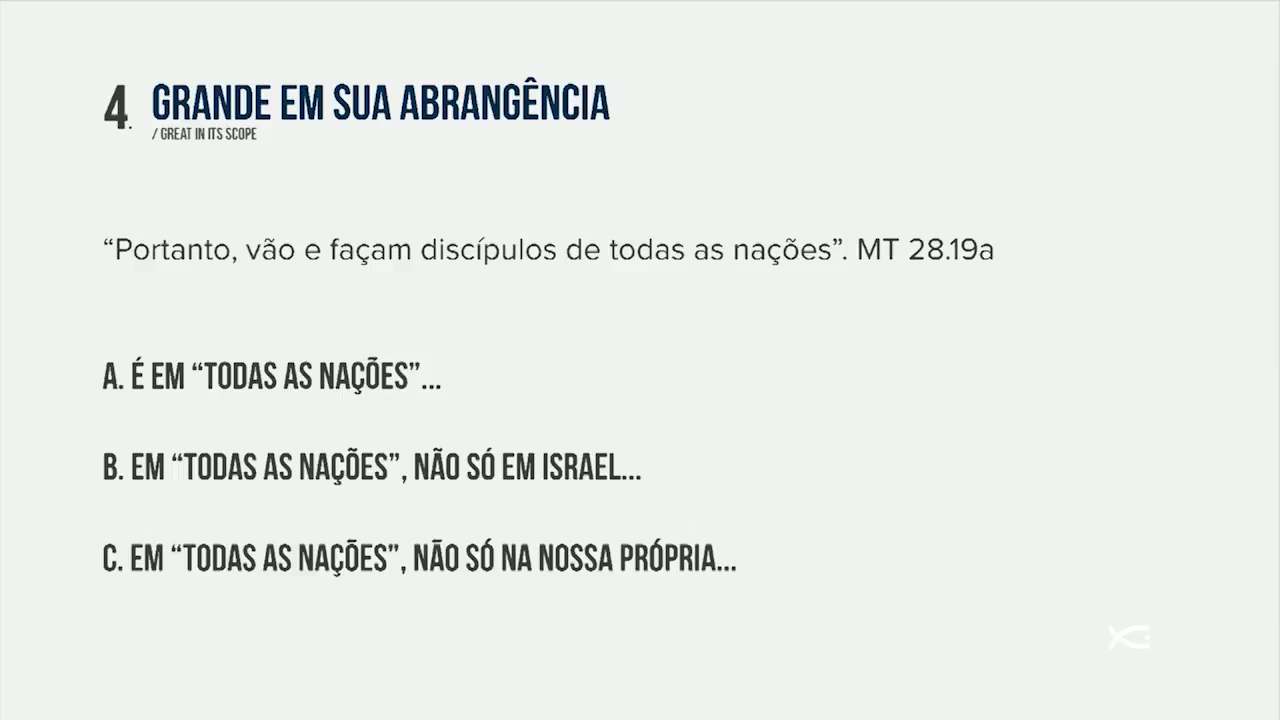 4. GRANDE EM SUA ABRANGÊNCIA
/ GREAT IN ITS SCOPE
“Portanto, vão e façam discípulos de todas as nações”. MT 28.19a
A. É EM “TODAS AS NAÇÕES”...
B. EM “TODAS AS NAÇÕES”, NÃO SÓ EM ISRAEL...
C. EM “TODAS AS NAÇÕES”, NÃO SÓ NA NOSSA PRÓPRIA...